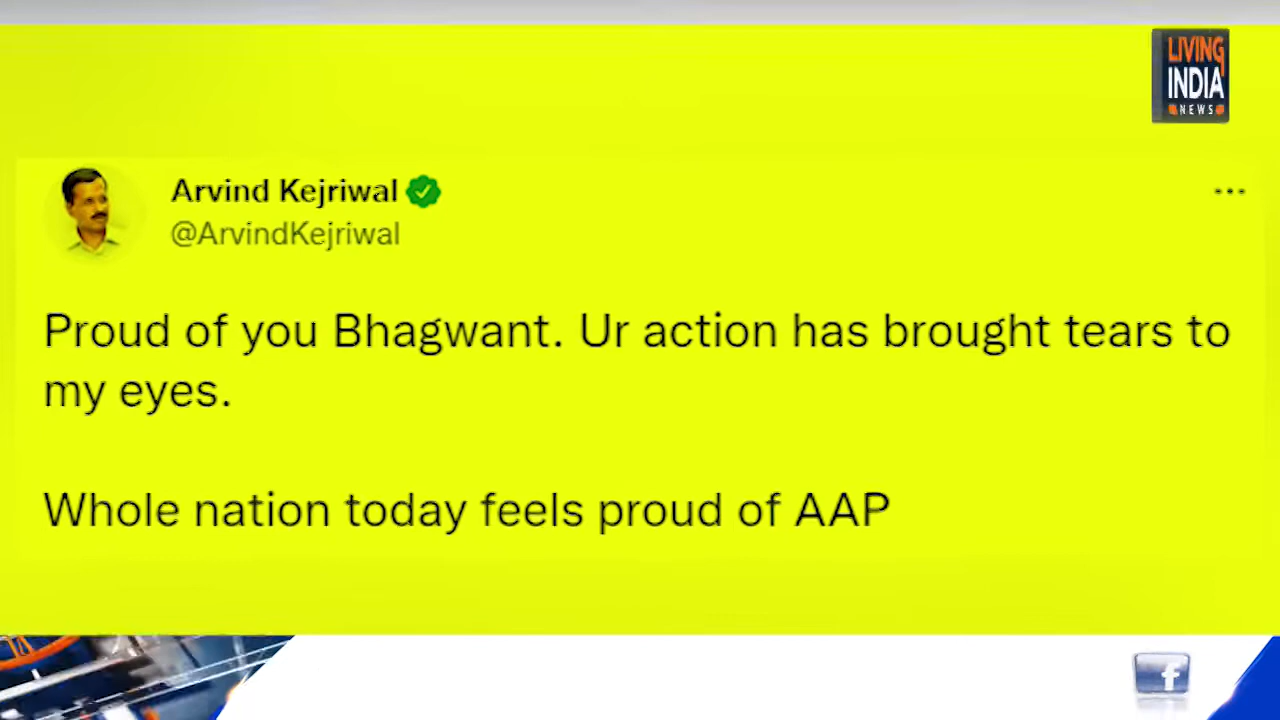 LIVING
INDIA
NEWS
Arvind Kejriwal
@ArvindKejriwal
Proud of you Bhagwant. Ur action has brought tears to
my eyes.
Whole nation today feels proud of AAP
f